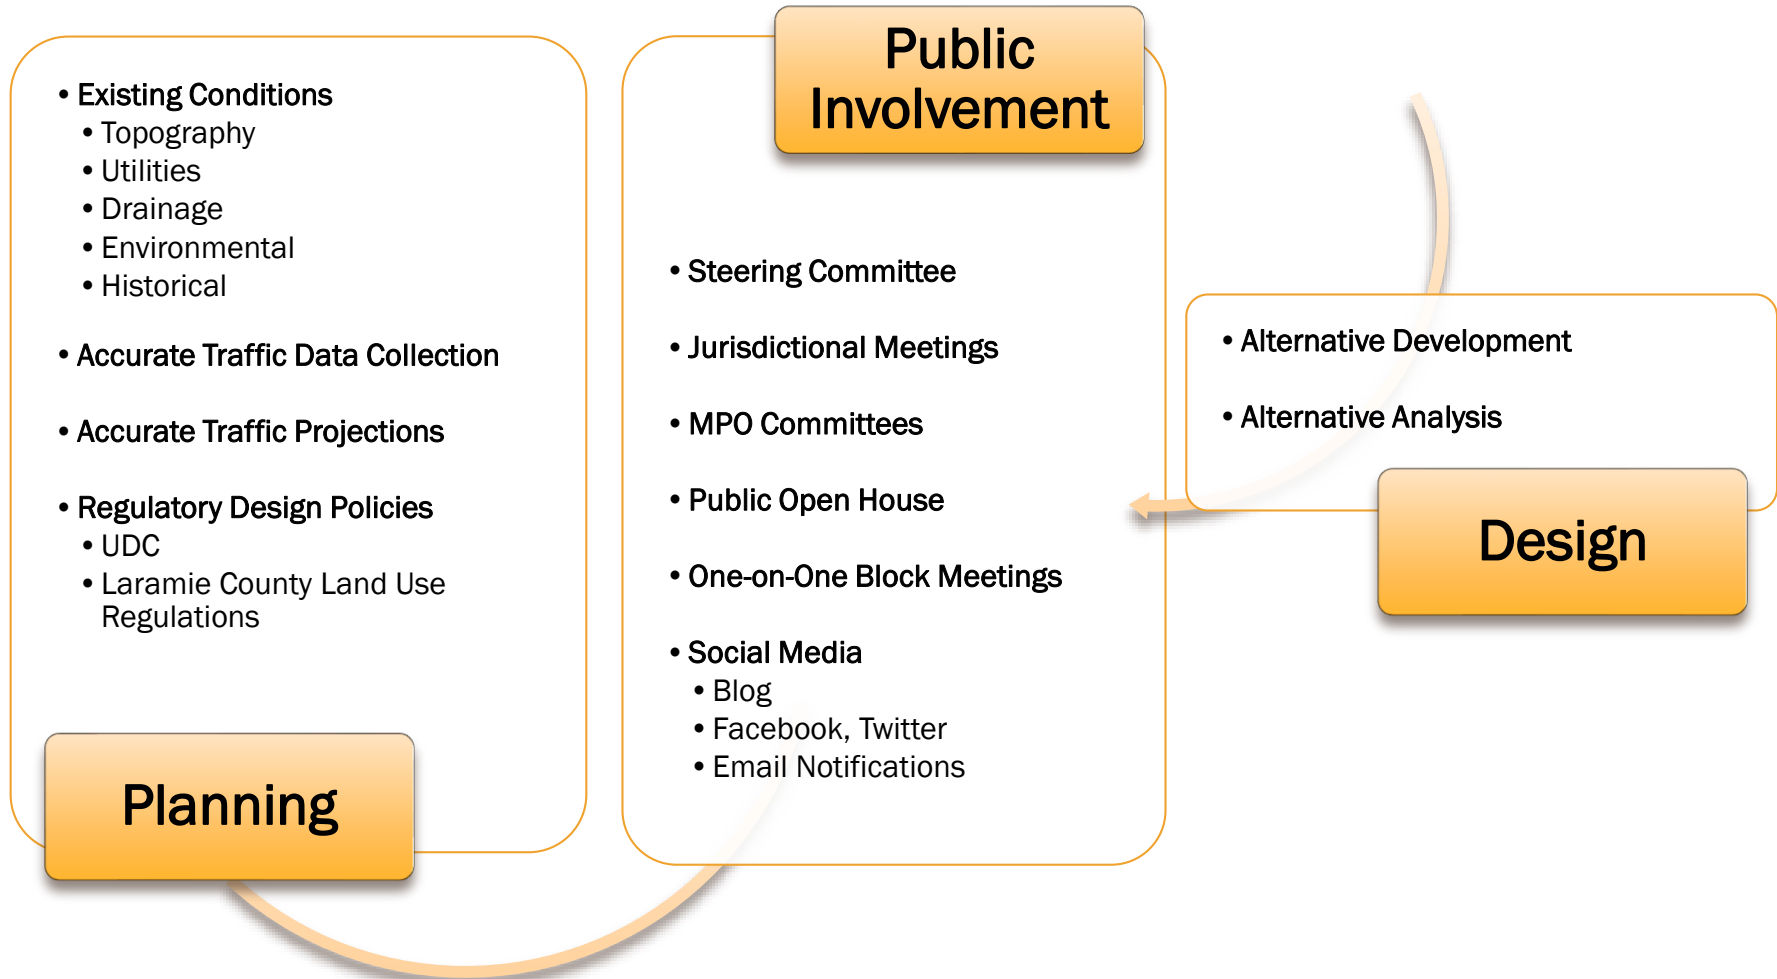 • Existing Conditions
• Topography
• Utilities
• Drainage
• Environmental
• Historical
• Accurate Traffic Data Collection
• Accurate Traffic Projections
• Regulatory Design Policies
• UDC
• Laramie County Land Use
Regulations
Planning
Public
Involvement
• Steering Committee
• Jurisdictional Meetings
• MPO Committees
• Public Open House
• One-on-One Block Meetings
• Social Media
• Blog
• Facebook, Twitter
• Email Notifications
• Alternative Development
• Alternative Analysis
Design